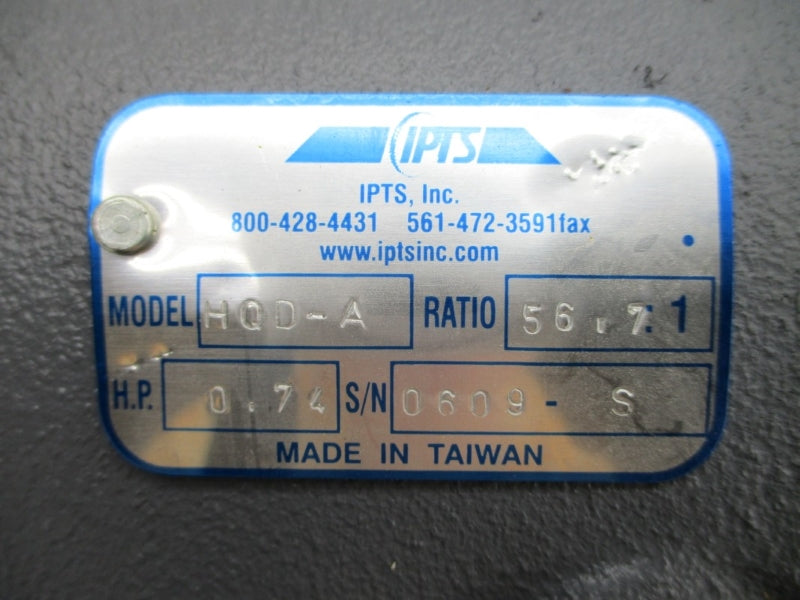 IPTS
IPTS, Inc.
800-428-4431 561-472-3591fax
www.iptsinc.com
MODEL HQD-A RATIO 56.7:1
H.P. 0.74 S/N 0609- S
MADE IN TAIWAN